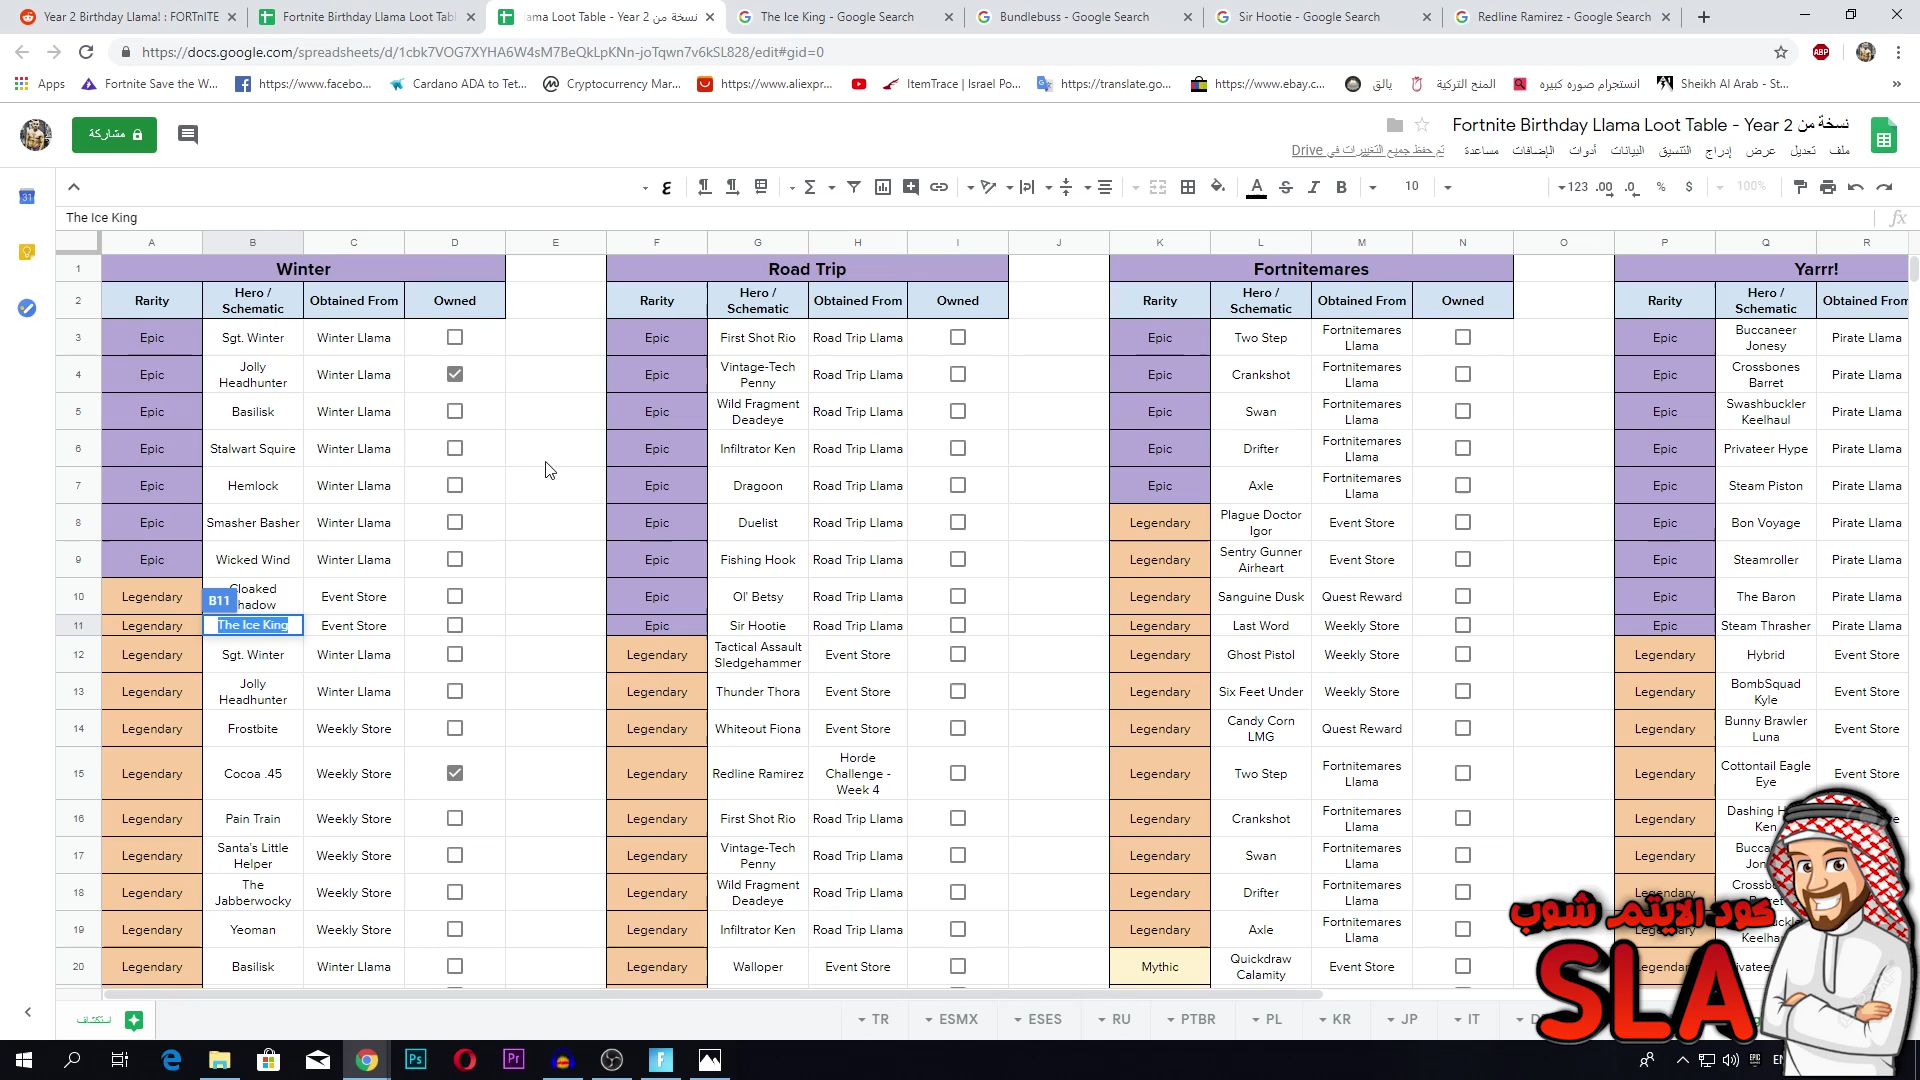 Year 2 Birthday Llama! : FORTnITE
Fortnite Birthday Llama Loot Tabl
lama Loot Table - Year 2 نسخة من
The Ice King - Google Search
Bundlebuss - Google Search
Sir Hootie - Google Search
Redline Ramirez - Google Search
https://docs.google.com/spreadsheets/d/1cbk7VOG7XYHA6W4sM7BeQkLpKNn-joTqwn7v6kSL828/edit#gid=0
ABP
Apps
Fortnite Save the W...
https://www.facebo...
Cardano ADA to Tet...
Cryptocurrency Mar...
https://www.aliexpr...
ItemTrace | Israel Po...
https://translate.go...
https://www.ebay.c...
يالق
المنح التركية
انستجرام صوره كبيره
Sheikh Al Arab - St...
مشاركة
Fortnite Birthday Llama Loot Table - Year 2 نسخة من
ملف تعديل عرض إدراج التنسيق البيانات أدوات الإضافات مساعدة
تم حفظ جميع التغييرات في Drive
10 123 .00 .0 % $ 100%
31
The Ice King
fx
A B C D E F G H I J K L M N O P Q R
1 Winter Road Trip Fortnitemares Yarrr!
2 Rarity Hero / Schematic Obtained From Owned Rarity Hero / Schematic Obtained From Owned Rarity Hero / Schematic Obtained From Owned Rarity Hero / Schematic Obtained From
3 Epic Sgt. Winter Winter Llama Epic First Shot Rio Road Trip Llama Epic Two Step Fortnitemares Llama Epic Buccaneer Jonesy Pirate Llama
4 Epic Jolly Headhunter Winter Llama Epic Vintage-Tech Penny Road Trip Llama Epic Crankshot Fortnitemares Llama Epic Crossbones Barret Pirate Llama
5 Epic Basilisk Winter Llama Epic Wild Fragment Deadeye Road Trip Llama Epic Swan Fortnitemares Llama Epic Swashbuckler Keelhaul Pirate Llama
6 Epic Stalwart Squire Winter Llama Epic Infiltrator Ken Road Trip Llama Epic Drifter Fortnitemares Llama Epic Privateer Hype Pirate Llama
7 Epic Hemlock Winter Llama Epic Dragoon Road Trip Llama Epic Axle Fortnitemares Llama Epic Steam Piston Pirate Llama
8 Epic Smasher Basher Winter Llama Epic Duelist Road Trip Llama Legendary Plague Doctor Igor Event Store Epic Bon Voyage Pirate Llama
9 Epic Wicked Wind Winter Llama Epic Fishing Hook Road Trip Llama Legendary Sentry Gunner Airheart Event Store Epic Steamroller Pirate Llama
10 Legendary Cloaked hadow Event Store Epic Ol' Betsy Road Trip Llama Legendary Sanguine Dusk Quest Reward Epic The Baron Pirate Llama
B11
11 Legendary The Ice King Event Store Epic Sir Hootie Road Trip Llama Legendary Last Word Weekly Store Epic Steam Thrasher Pirate Llama
12 Legendary Sgt. Winter Winter Llama Legendary Tactical Assault Sledgehammer Event Store Legendary Ghost Pistol Weekly Store Legendary Hybrid Event Store
13 Legendary Jolly Headhunter Winter Llama Legendary Thunder Thora Event Store Legendary Six Feet Under Weekly Store Legendary BombSquad Kyle Event Store
14 Legendary Frostbite Weekly Store Legendary Whiteout Fiona Event Store Legendary Candy Corn LMG Quest Reward Legendary Bunny Brawler Luna Event Store
15 Legendary Cocoa .45 Weekly Store Legendary Redline Ramirez Horde Challenge - Week 4 Legendary Two Step Fortnitemares Llama Legendary Cottontail Eagle Eye Event Store
16 Legendary Pain Train Weekly Store Legendary First Shot Rio Road Trip Llama Legendary Crankshot Fortnitemares Llama Legendary Dashing H Ken
17 Legendary Santa's Little Helper Weekly Store Legendary Vintage-Tech Penny Road Trip Llama Legendary Swan Fortnitemares Llama Legendary Bucca Jon
18 Legendary The Jabberwocky Weekly Store Legendary Wild Fragment Deadeye Road Trip Llama Legendary Drifter Fortnitemares Llama Legendary Crossb
19 Legendary Yeoman Weekly Store Legendary Infiltrator Ken Road Trip Llama Legendary Axle Fortnitemares Llama Legendary Keelha
20 Legendary Basilisk Winter Llama Legendary Walloper Event Store Mythic Quickdraw Calamity Event Store Legendar
كود الايتم شوب
SLA
استكشاف
TR ESMX ESES RU PTBR PL KR JP IT D
Ps Pr EN